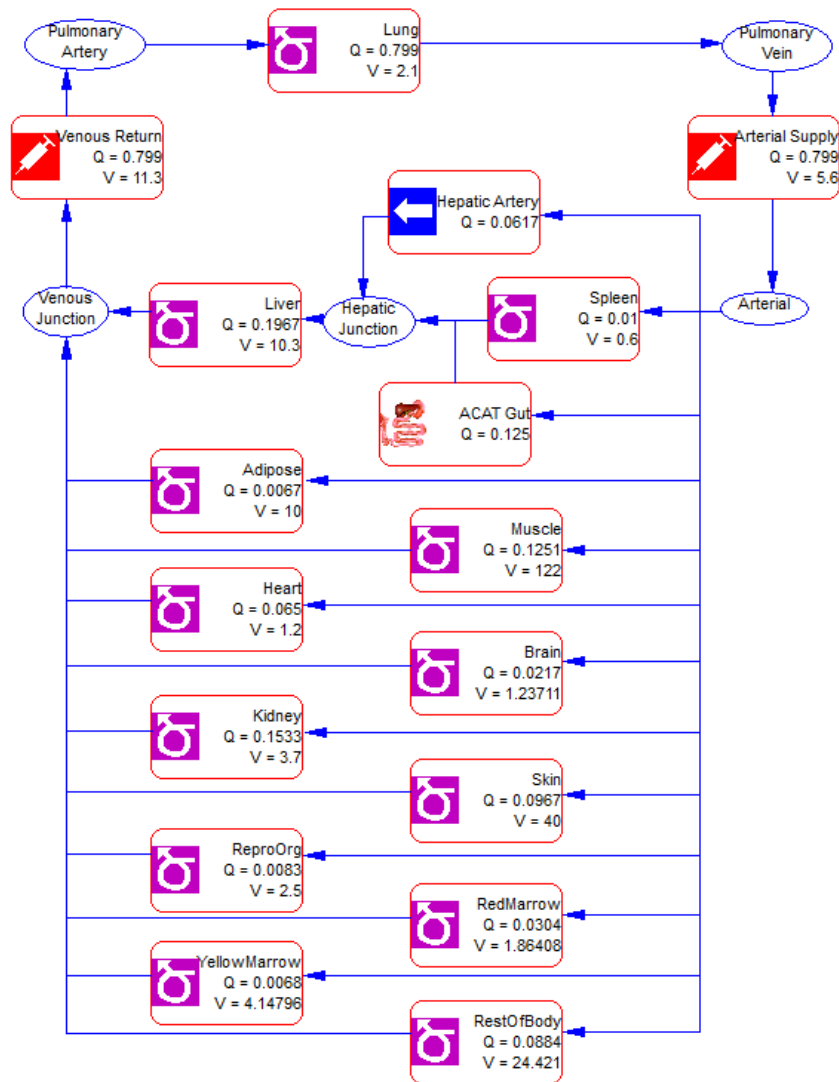 Pulmonary
Artery
Lung
Q = 0.799
V = 2.1
Pulmonary
Vein
Venous Return
Q = 0.799
V = 11.3
Arterial Supply
Q = 0.799
V = 5.6
Hepatic Artery
Q = 0.0617
Venous
Junction
Liver
Q = 0.1967
V = 10.3
Hepatic
Junction
Spleen
Q = 0.01
V = 0.6
Arterial
ACAT Gut
Q = 0.125
Adipose
Q = 0.0067
V = 10
Muscle
Q = 0.1251
V = 122
Heart
Q = 0.065
V = 1.2
Brain
Q = 0.0217
V = 1.23711
Kidney
Q = 0.1533
V = 3.7
Skin
Q = 0.0967
V = 40
ReproOrg
Q = 0.0083
V = 2.5
RedMarrow
Q = 0.0304
V = 1.86408
YellowMarrow
Q = 0.0068
V = 4.14796
RestOfBody
Q = 0.0884
V = 24.421